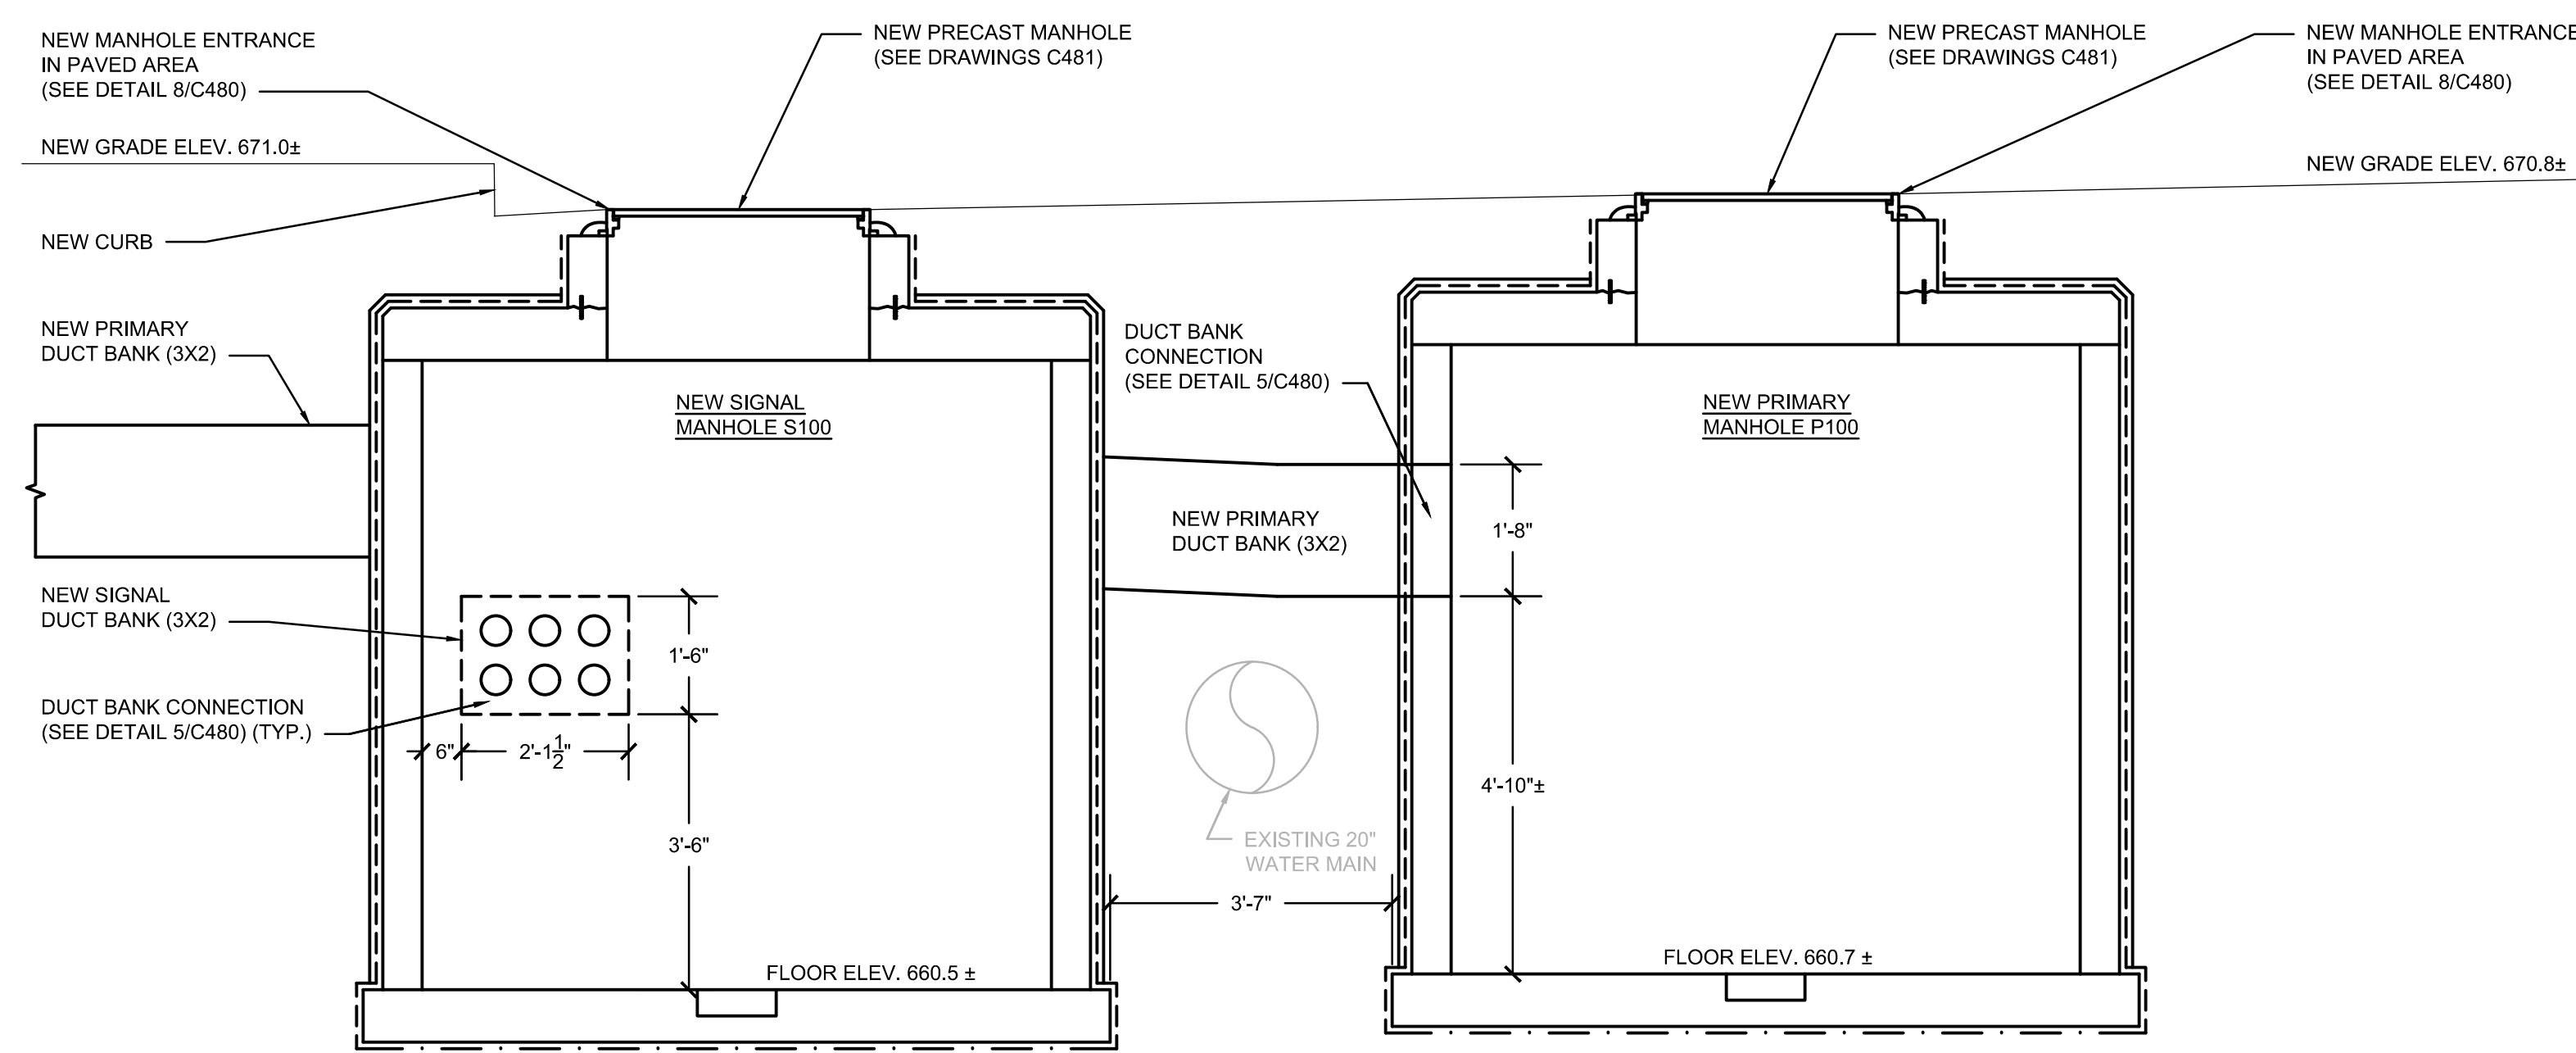 NEW MANHOLE ENTRANCE
IN PAVED AREA
(SEE DETAIL 8/C480)
NEW GRADE ELEV. 671.0±
NEW CURB
NEW PRIMARY
DUCT BANK (3X2)
NEW SIGNAL
DUCT BANK (3X2)
DUCT BANK CONNECTION
(SEE DETAIL 5/C480) (TYP.)
NEW PRECAST MANHOLE
(SEE DRAWINGS C481)
NEW SIGNAL
MANHOLE S100
1'-6"
6"
2'-1 1/2"
3'-6"
FLOOR ELEV. 660.5 ±
DUCT BANK
CONNECTION
(SEE DETAIL 5/C480)
NEW PRIMARY
DUCT BANK (3X2)
EXISTING 20"
WATER MAIN
3'-7"
NEW PRECAST MANHOLE
(SEE DRAWINGS C481)
NEW MANHOLE ENTRANCE
IN PAVED AREA
(SEE DETAIL 8/C480)
NEW GRADE ELEV. 670.8±
NEW PRIMARY
MANHOLE P100
1'-8"
4'-10"±
FLOOR ELEV. 660.7 ±